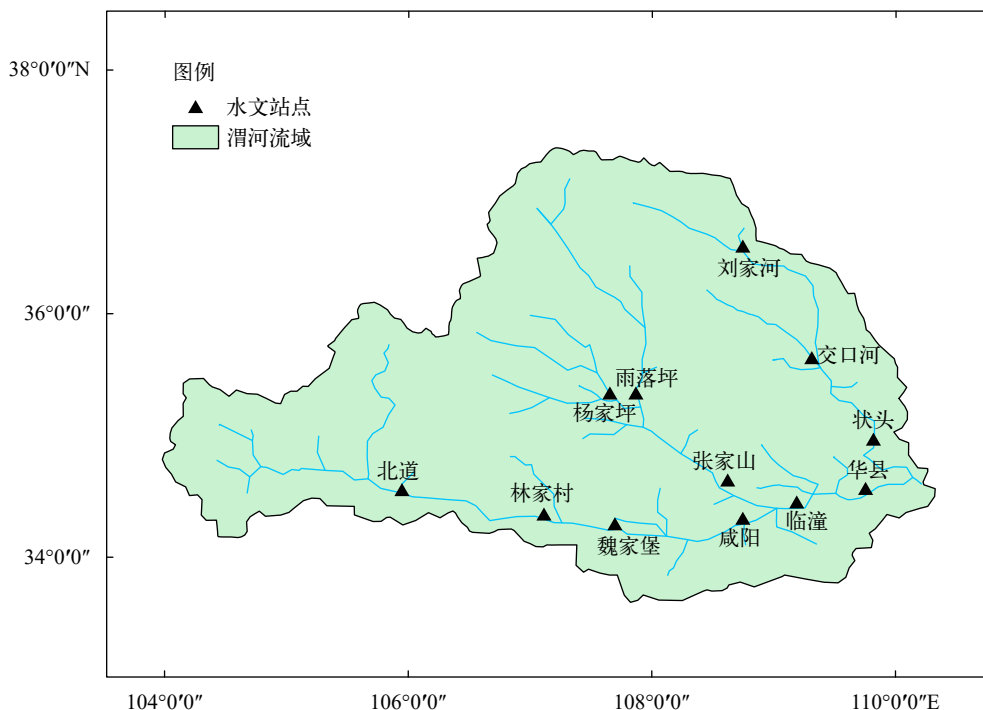 38°0′0″N
图例
水文站点
渭河流域
刘家河
36°0′0″
交口河
雨落坪
杨家坪
状头
张家山
华县
北道
林家村
临潼
咸阳
魏家堡
34°0′0″
104°0′0″
106°0′0″
108°0′0″
110°0′0″E